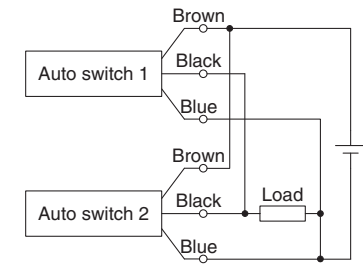 Brown
Auto switch 1
Black
Blue
Brown
Auto switch 2
Black
Load
Blue